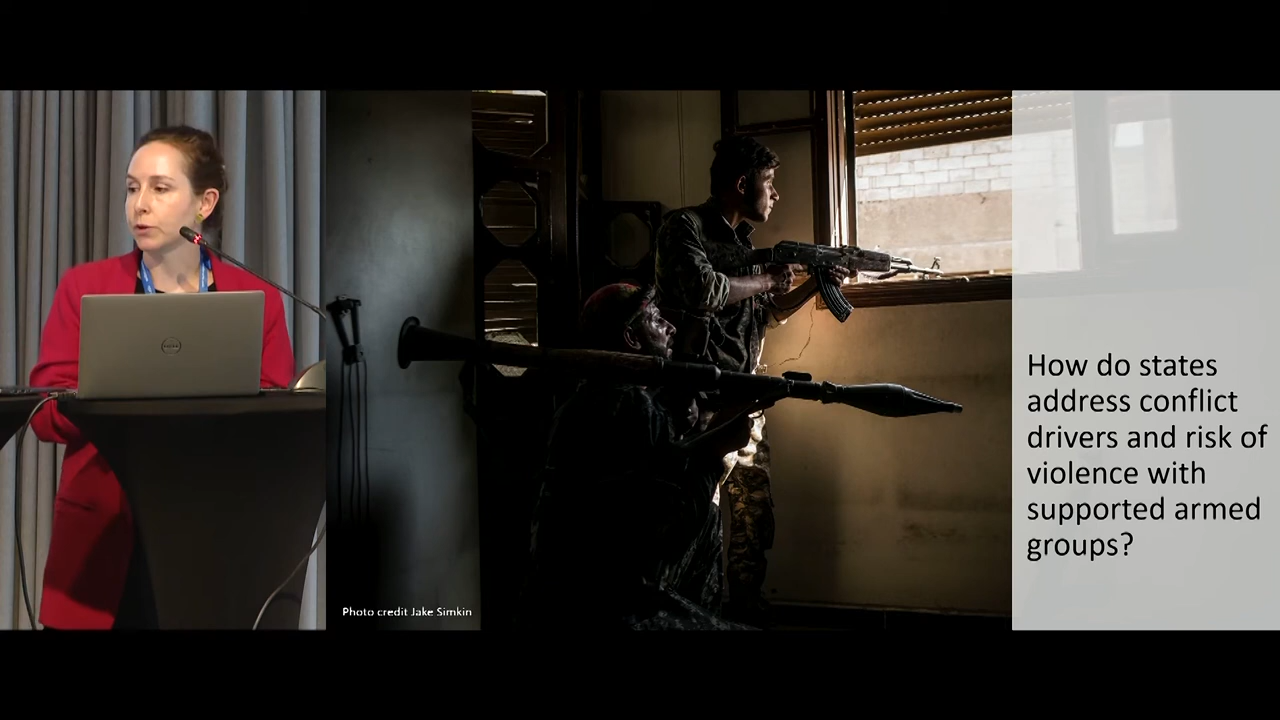 How do states
address conflict
drivers and risk of
violence with
supported armed
groups?
Photo credit Jake Simkin